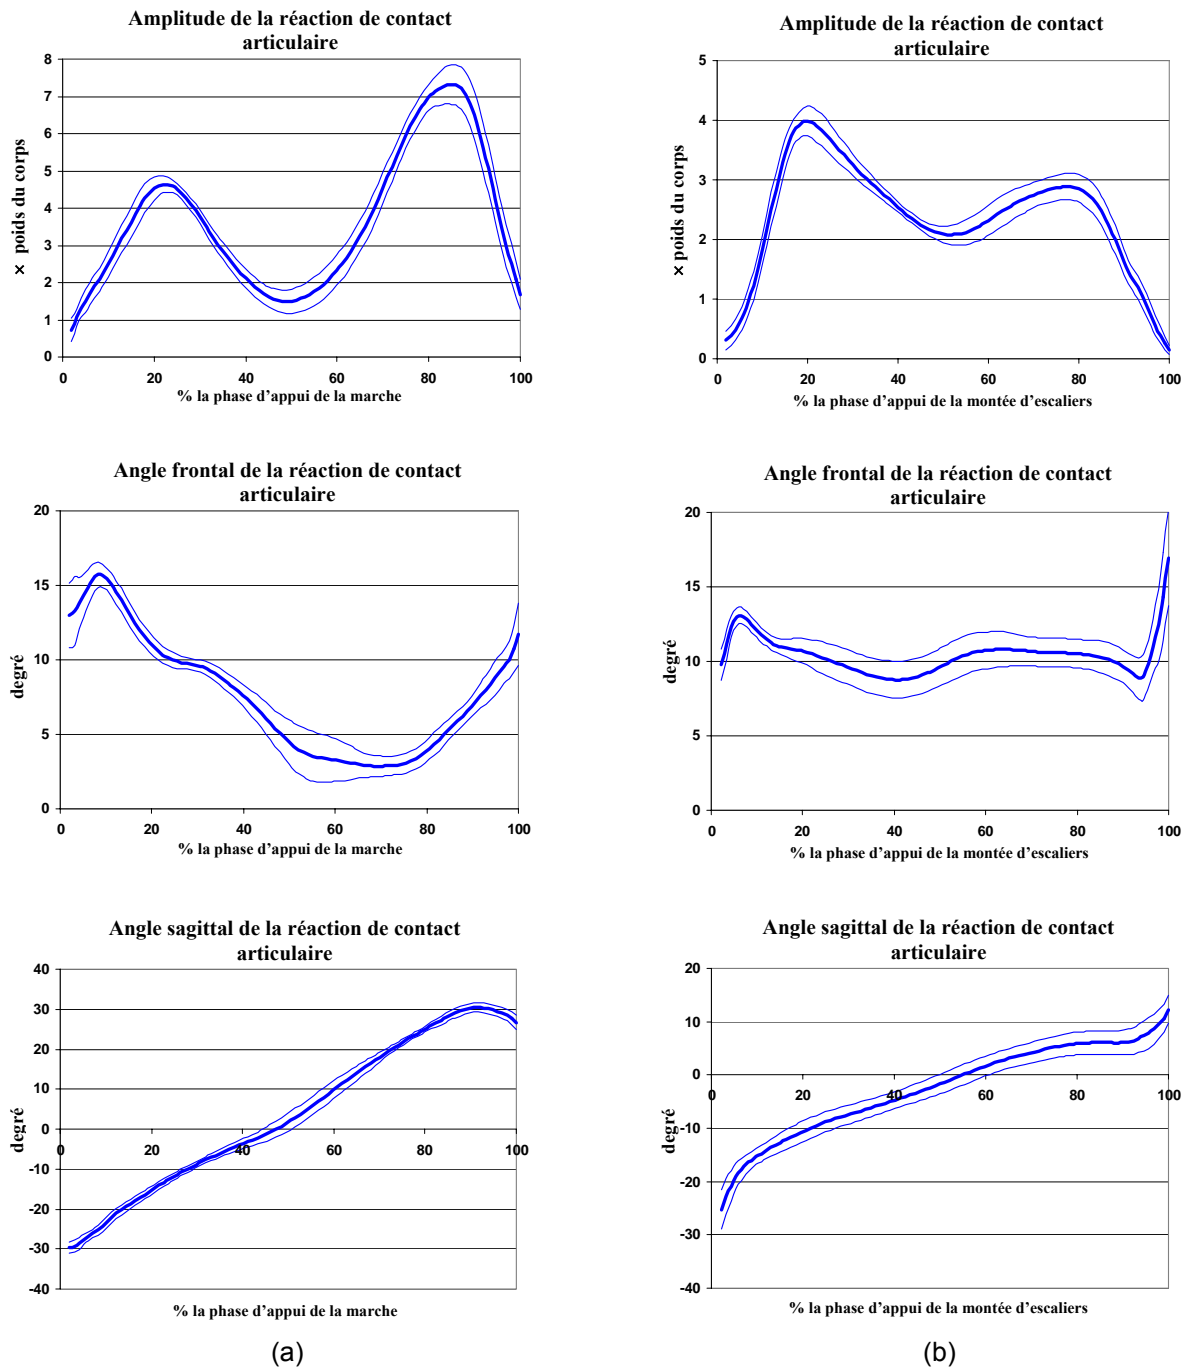 Amplitude de la réaction de contact
articulaire
8
7
6
5
4
3
2
1
0
× poids du corps
0 20 40 60 80 100
% la phase d'appui de la marche
Amplitude de la réaction de contact
articulaire
5
4
3
2
1
0
× poids du corps
0 20 40 60 80 100
% la phase d'appui de la montée d'escaliers
Angle frontal de la réaction de contact
articulaire
20
15
10
5
0
degré
0 20 40 60 80 100
% la phase d'appui de la marche
Angle frontal de la réaction de contact
articulaire
20
15
10
5
0
degré
0 20 40 60 80 100
% la phase d'appui de la montée d'escaliers
Angle sagittal de la réaction de contact
articulaire
40
30
20
10
0
-10
-20
-30
-40
degré
0 20 40 60 80 100
% la phase d'appui de la marche
Angle sagittal de la réaction de contact
articulaire
20
10
0
-10
-20
-30
-40
degré
0 20 40 60 80 100
% la phase d'appui de la montée d'escaliers
(a)
(b)